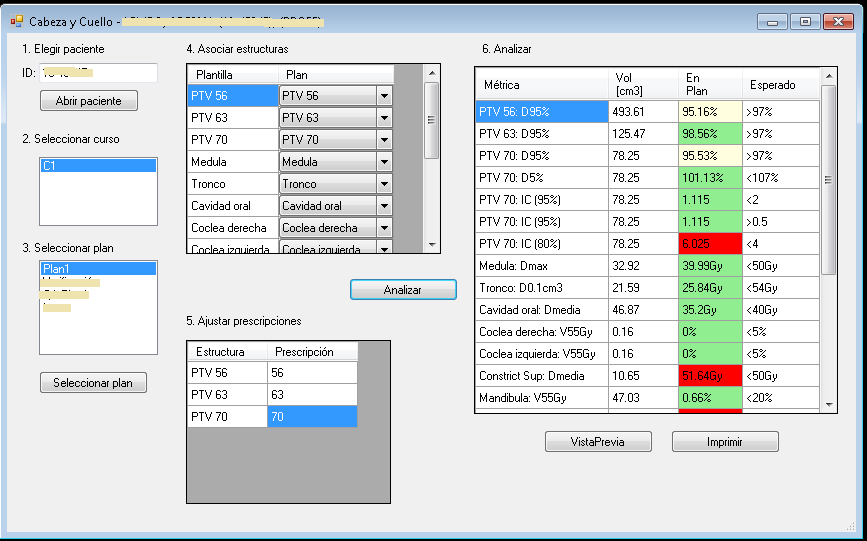 Cabeza y Cuello -
1. Elegir paciente
ID:
Abrir paciente
2. Seleccionar curso
C1
3. Seleccionar plan
Plan1
Seleccionar plan
4. Asociar estructuras
Plantilla Plan
PTV 56 PTV 56
PTV 63 PTV 63
PTV 70 PTV 70
Medula Medula
Tronco Tronco
Cavidad oral Cavidad oral
Coclea derecha Coclea derecha
Coclea izquierda Coclea izquierda
Analizar
5. Ajustar prescripciones
Estructura Prescripción
PTV 56 56
PTV 63 63
PTV 70 70
6. Analizar
Métrica Vol [cm3] En Plan Esperado
PTV 56: D95% 493.61 95.16% >97%
PTV 63: D95% 125.47 98.56% >97%
PTV 70: D95% 78.25 95.53% >97%
PTV 70: D5% 78.25 101.13% <107%
PTV 70: IC (95%) 78.25 1.115 <2
PTV 70: IC (95%) 78.25 1.115 >0.5
PTV 70: IC (80%) 78.25 6.025 <4
Medula: Dmax 32.92 39.99Gy <50Gy
Tronco: D0.1cm3 21.59 25.84Gy <54Gy
Cavidad oral: Dmedia 46.87 35.2Gy <40Gy
Coclea derecha: V55Gy 0.16 0% <5%
Coclea izquierda: V55Gy 0.16 0% <5%
Constrict Sup: Dmedia 10.65 51.64Gy <50Gy
Mandibula: V55Gy 47.03 0.66% <20%
VistaPrevia
Imprimir